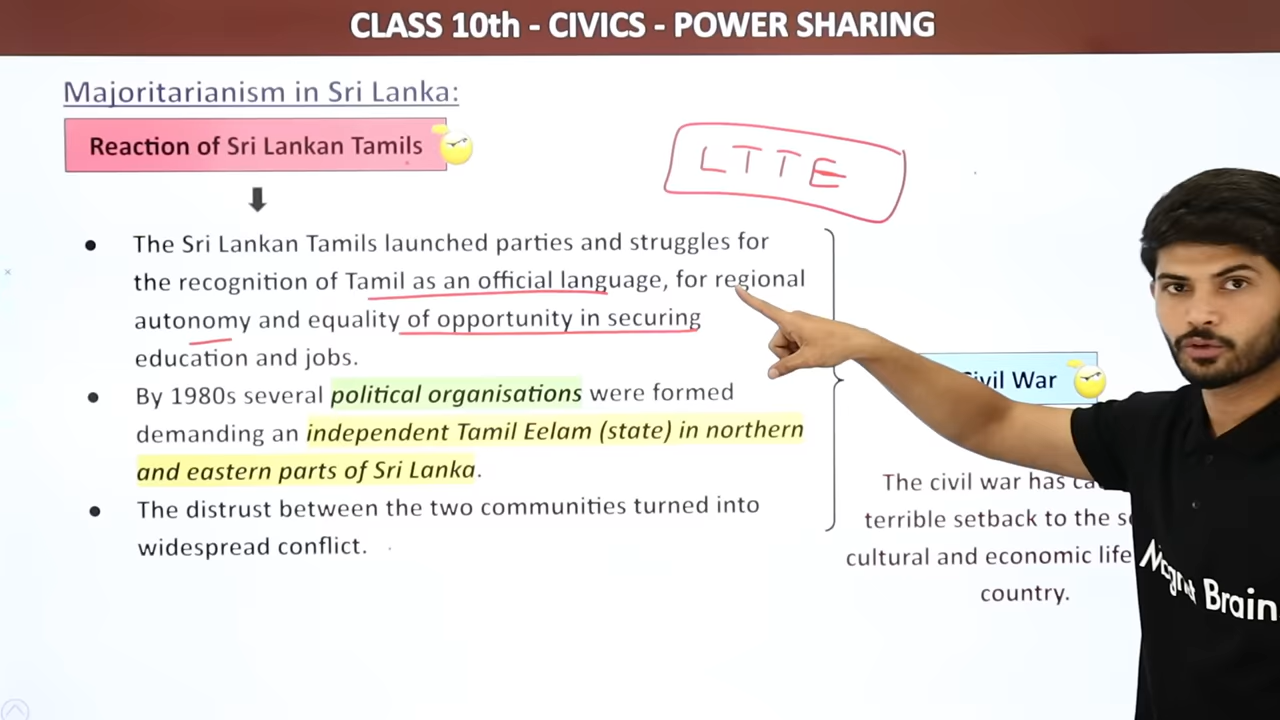 CLASS 10th - CIVICS - POWER SHARING
Majoritarianism in Sri Lanka:
Reaction of Sri Lankan Tamils
LTTE
The Sri Lankan Tamils launched parties and struggles for
the recognition of Tamil as an official language, for regional
autonomy and equality of opportunity in securing
education and jobs.
By 1980s several political organisations were formed
demanding an independent Tamil Eelam (state) in northern
and eastern parts of Sri Lanka.
The distrust between the two communities turned into
widespread conflict.
Civil War
The civil war has
terrible setback to the
cultural and economic life
country.
Magnet Brain